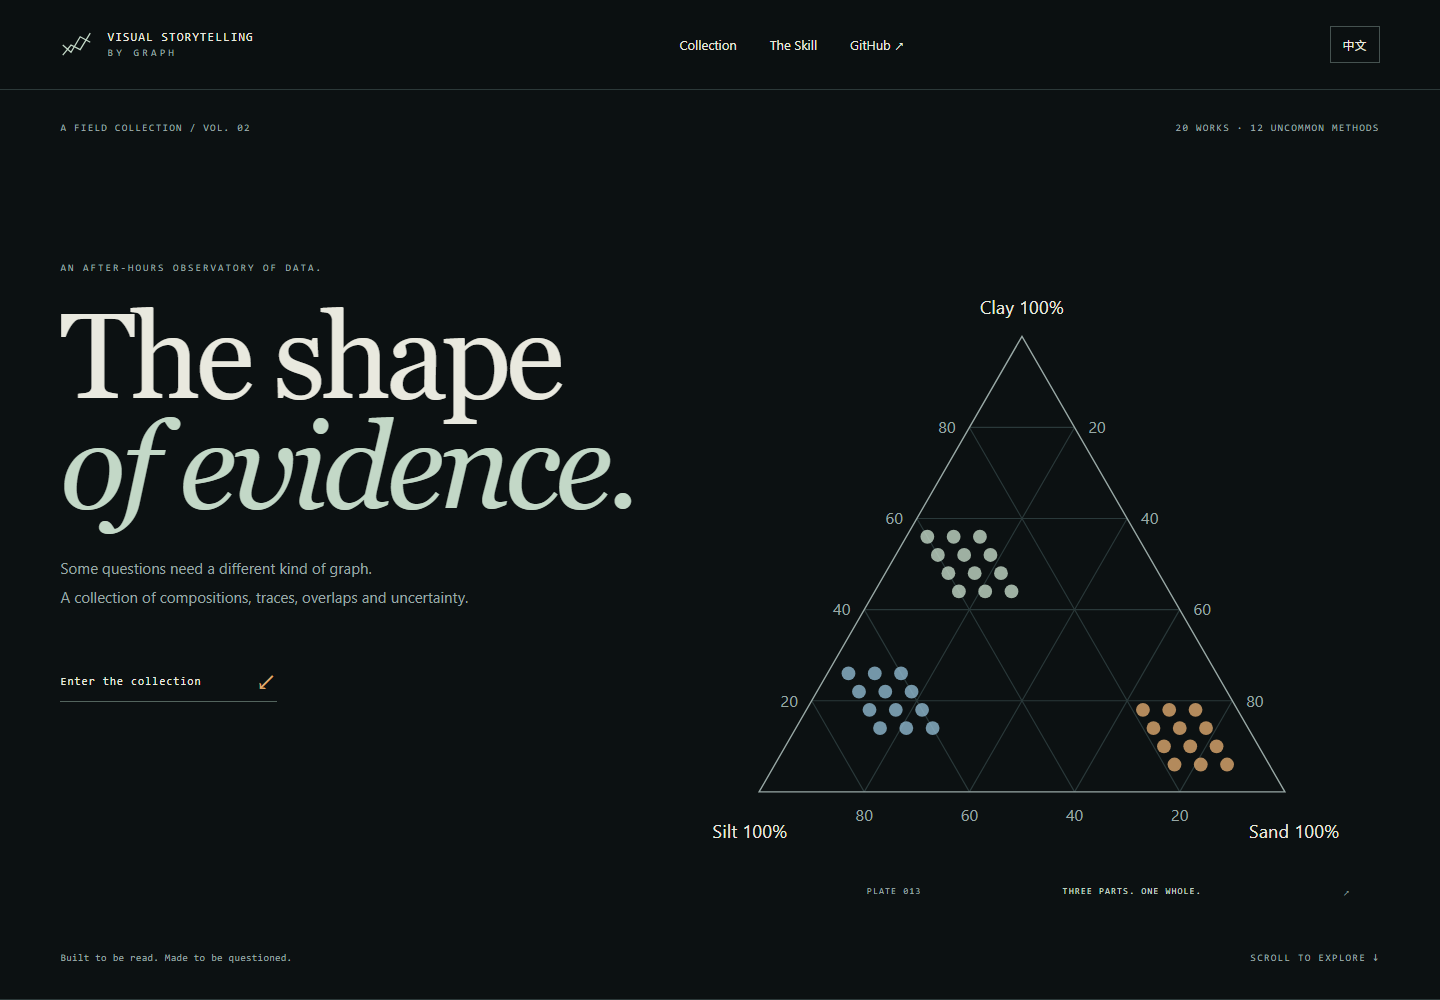 VISUAL STORYTELLING
BY GRAPH
Collection
The Skill
GitHub ↗
中文
A FIELD COLLECTION / VOL. 02
20 WORKS · 12 UNCOMMON METHODS
AN AFTER-HOURS OBSERVATORY OF DATA.
The shape
of evidence.
Some questions need a different kind of graph.
A collection of compositions, traces, overlaps and uncertainty.
Enter the collection ↙
Clay 100%
80
20
60
40
40
60
20
80
80
60
40
20
Silt 100%
Sand 100%
PLATE 013
THREE PARTS. ONE WHOLE.
↗
Built to be read. Made to be questioned.
SCROLL TO EXPLORE ↓